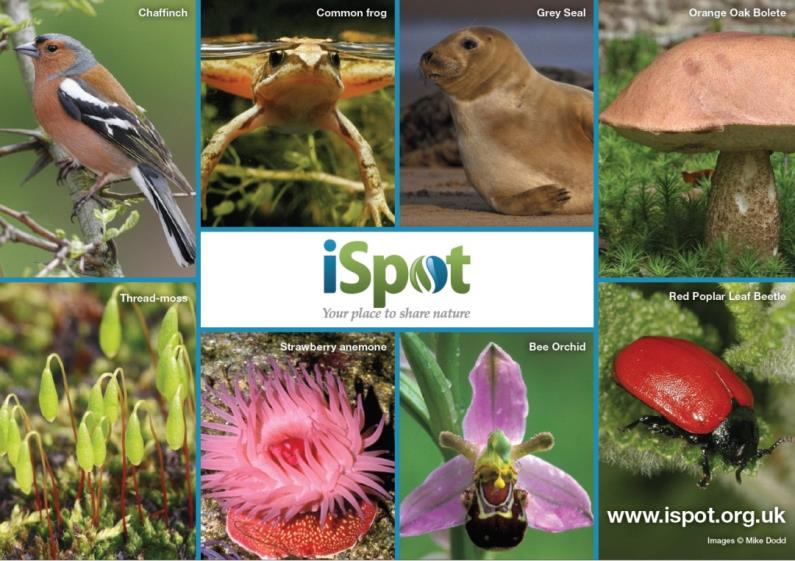 Chaffinch
Common frog
Grey Seal
Orange Oak Bolete
iSpot
Your place to share nature
Thread-moss
Strawberry anemone
Bee Orchid
Red Poplar Leaf Beetle
www.ispot.org.uk
Images © Mike Dodd